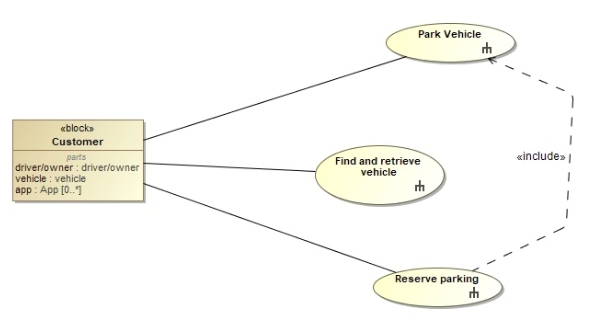 Park Vehicle
«block»
Customer
parts
driver/owner : driver/owner
vehicle : vehicle
app : App [0..*]
Find and retrieve
vehicle
«include»
Reserve parking